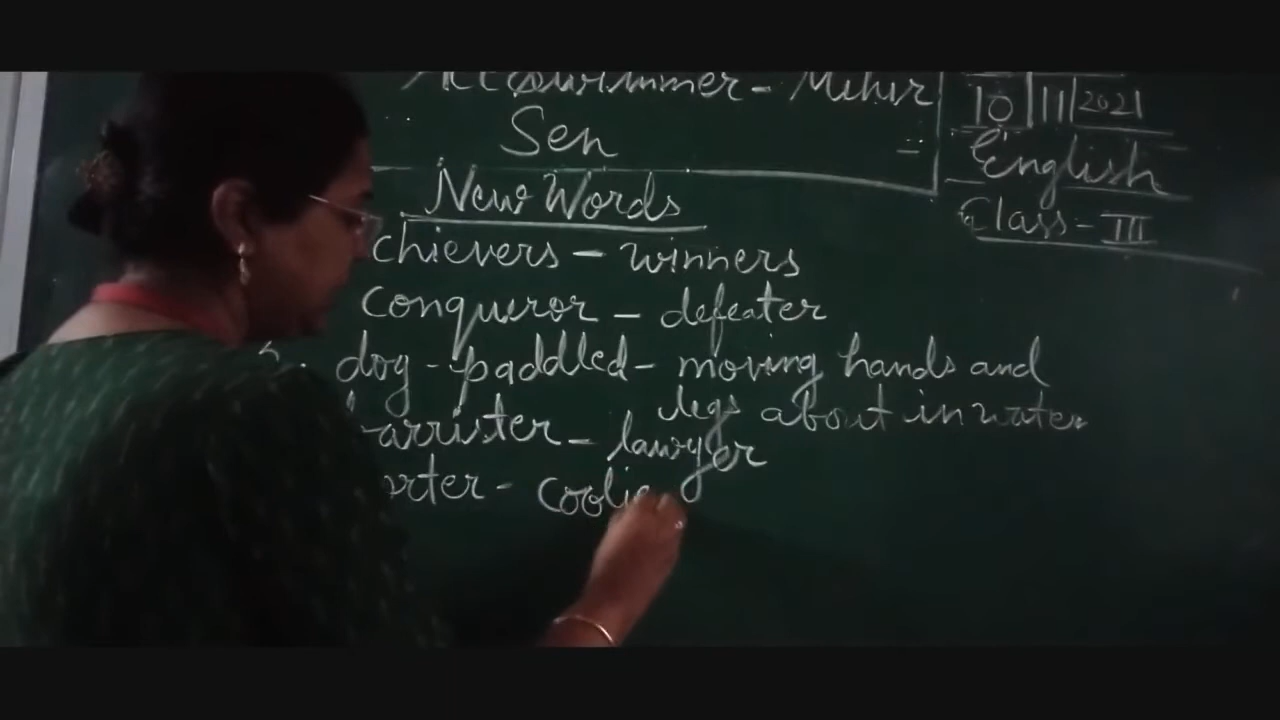 swimmer - Mihir
Sen
10/11/2021
English
Class - III
New Words
chievers - winners
conqueror - defeater
dog - paddled - moving hands and
legs about in water
arrister - lawyer
rter - coolie